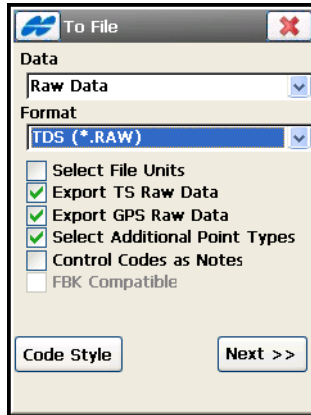 To File
Data
Raw Data
Format
TDS (*.RAW)
Select File Units
Export TS Raw Data
Export GPS Raw Data
Select Additional Point Types
Control Codes as Notes
FBK Compatible
Code Style
Next >>